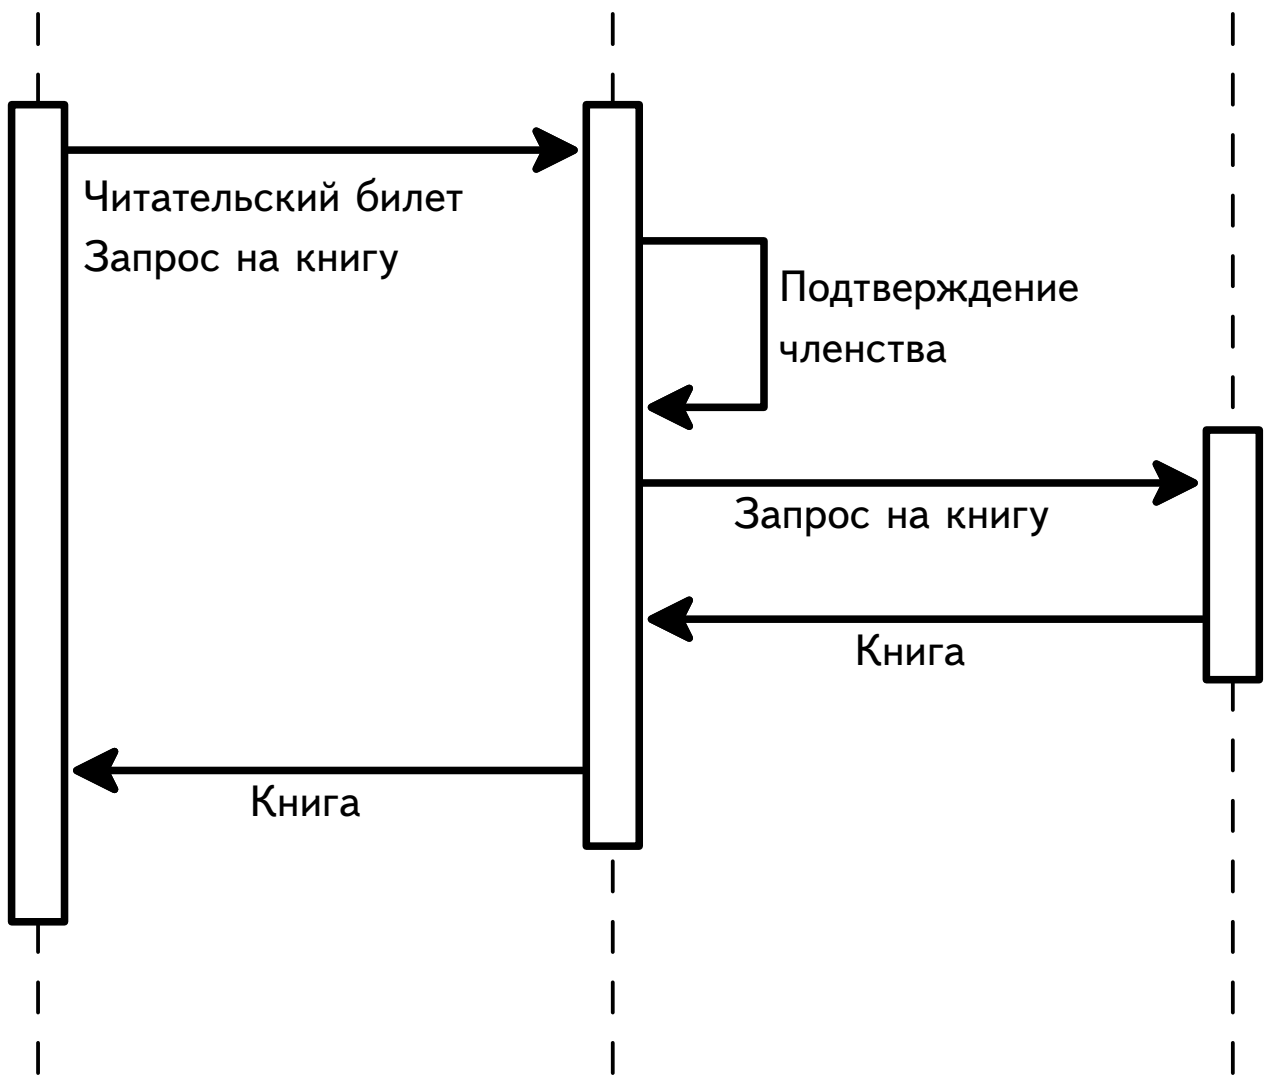 Читательский билет
Запрос на книгу
Подтверждение
членства
Запрос на книгу
Книга
Книга